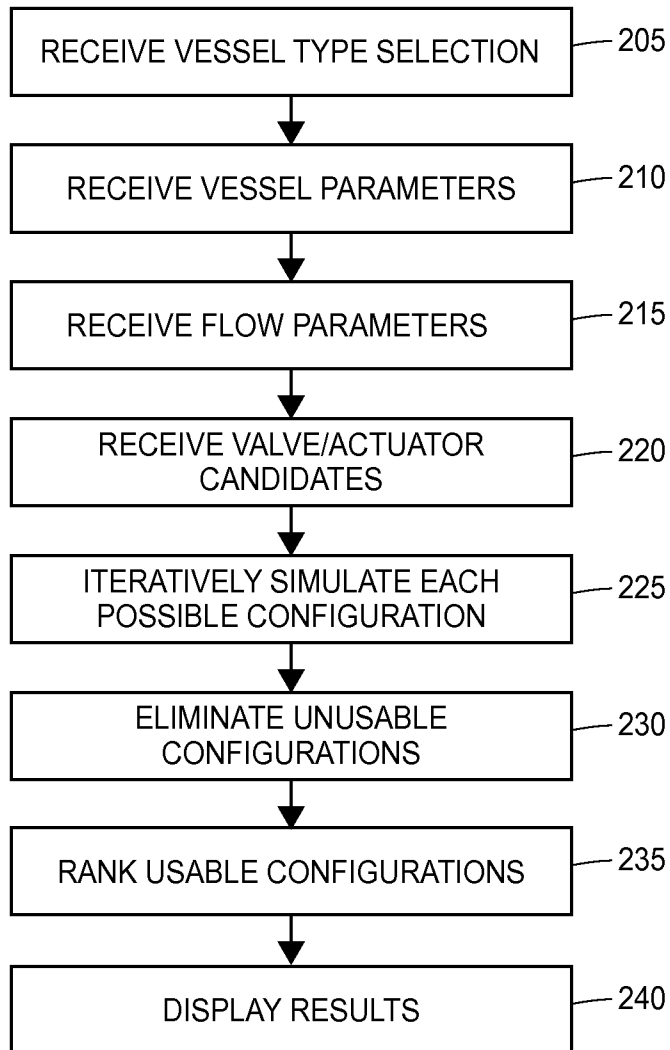 RECEIVE VESSEL TYPE SELECTION
205
RECEIVE VESSEL PARAMETERS
210
RECEIVE FLOW PARAMETERS
215
RECEIVE VALVE/ACTUATOR
CANDIDATES
220
ITERATIVELY SIMULATE EACH
POSSIBLE CONFIGURATION
225
ELIMINATE UNUSABLE
CONFIGURATIONS
230
RANK USABLE CONFIGURATIONS
235
DISPLAY RESULTS
240